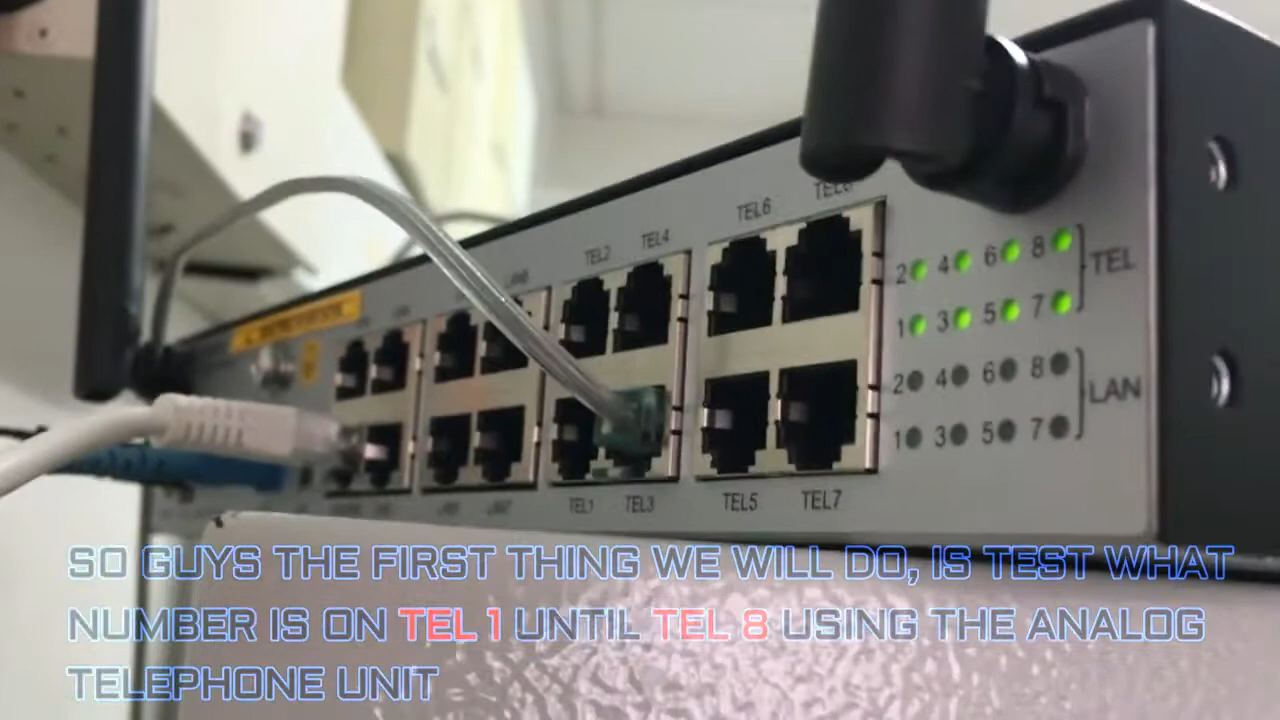 TEL6
TEL2
TEL4
2 4 6 8
TEL
1 3 5 7
2 4 6 8
LAN
1 3 5 7
TEL1
TEL3
TEL5
TEL7
SO GUYS THE FIRST THING WE WILL DO, IS TEST WHAT
NUMBER IS ON TEL 1 UNTIL TEL 8 USING THE ANALOG
TELEPHONE UNIT